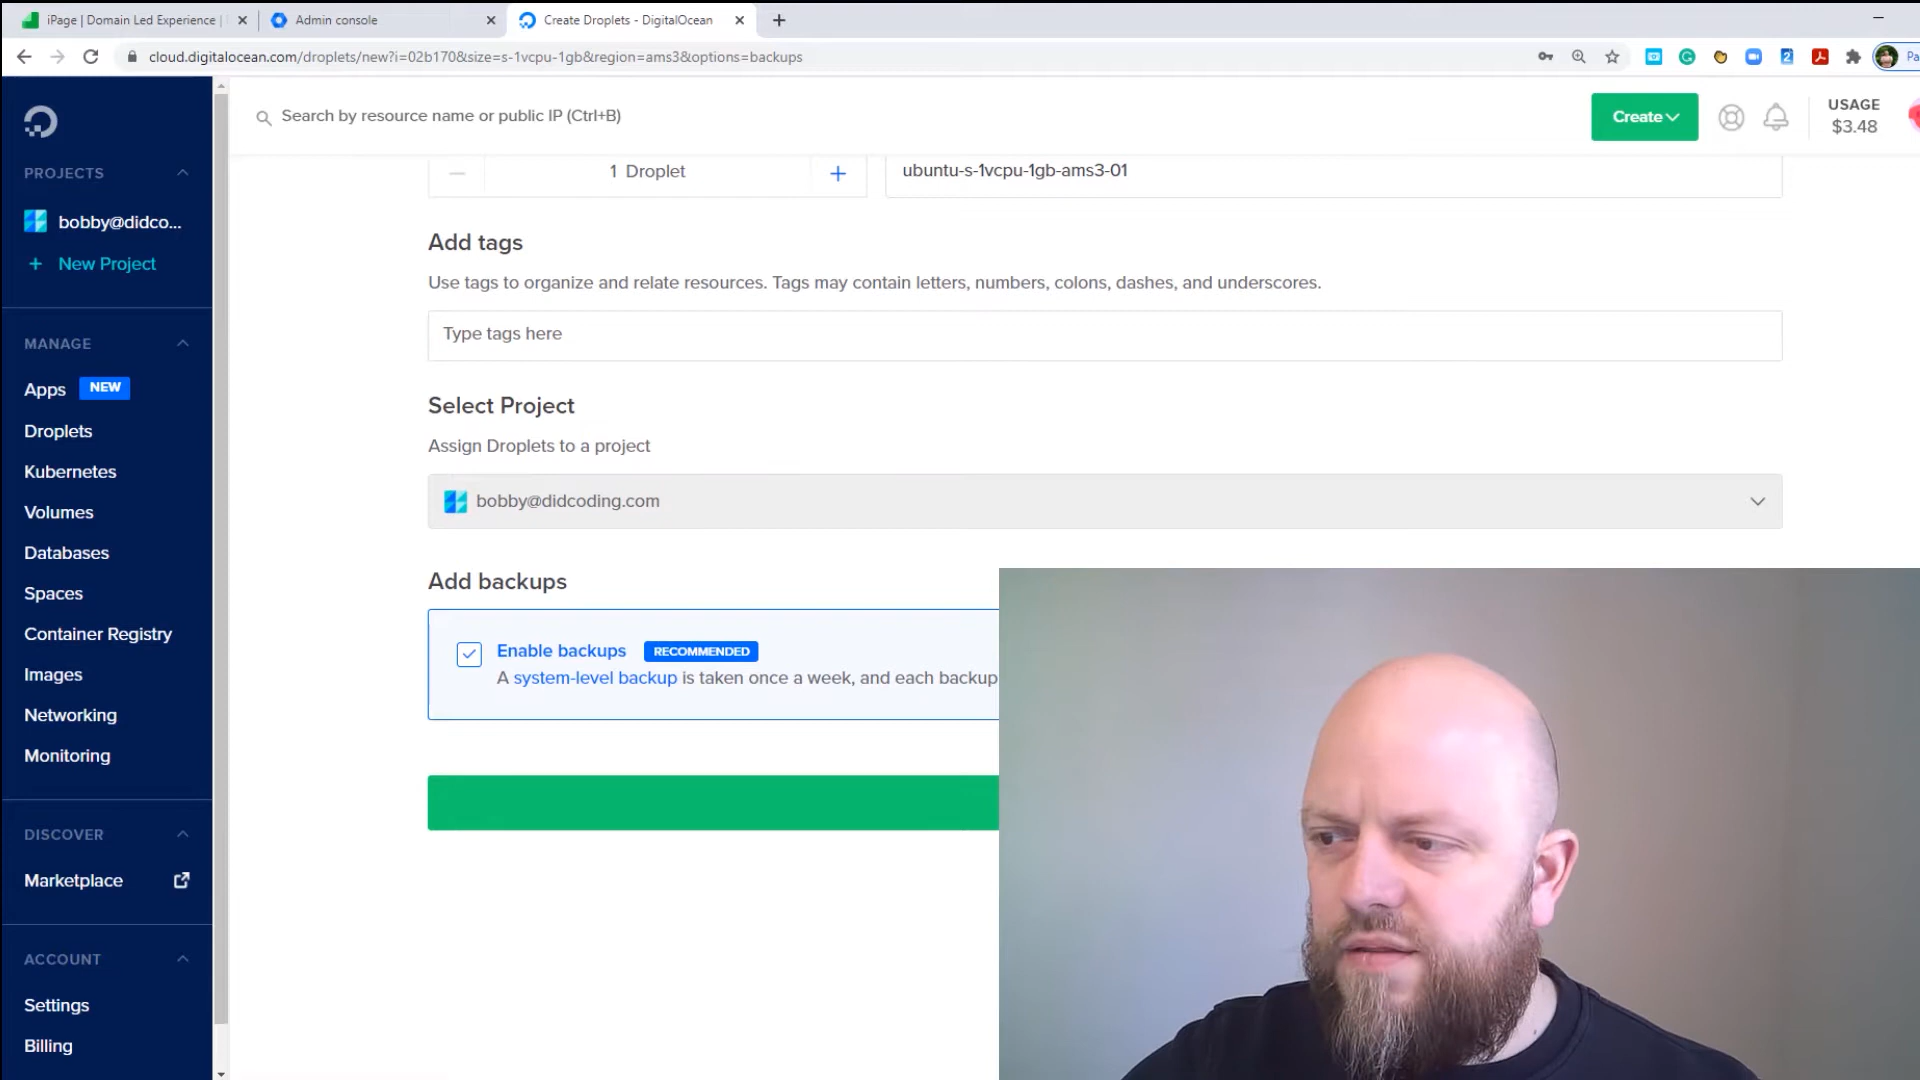 iPage | Domain Led Experience |
Admin console
Create Droplets - DigitalOcean
cloud.digitalocean.com/droplets/new?i=02b170&size=s-1vcpu-1gb&region=ams3&options=backups
Pa
Search by resource name or public IP (Ctrl+B)
Create
USAGE
$3.48
PROJECTS
bobby@didco...
+ New Project
MANAGE
Apps NEW
Droplets
Kubernetes
Volumes
Databases
Spaces
Container Registry
Images
Networking
Monitoring
DISCOVER
Marketplace
ACCOUNT
Settings
Billing
1 Droplet
ubuntu-s-1vcpu-1gb-ams3-01
Add tags
Use tags to organize and relate resources. Tags may contain letters, numbers, colons, dashes, and underscores.
Type tags here
Select Project
Assign Droplets to a project
bobby@didcoding.com
Add backups
Enable backups RECOMMENDED
A system-level backup is taken once a week, and each backup